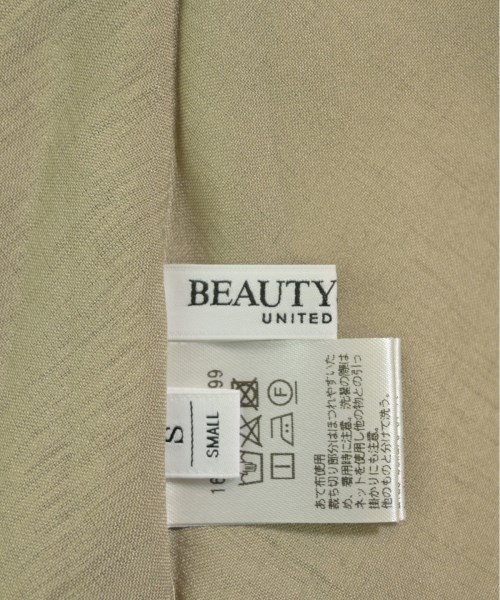 BEAUTY
UNITED
S
SMALL
16
99
あて布使用
裁ち切り部分はほつれやすいた
め、着用時に注意。洗濯の際は
ネットを使用し他の物との引っ
掛かりにも注意。
他のものと分けて洗う。